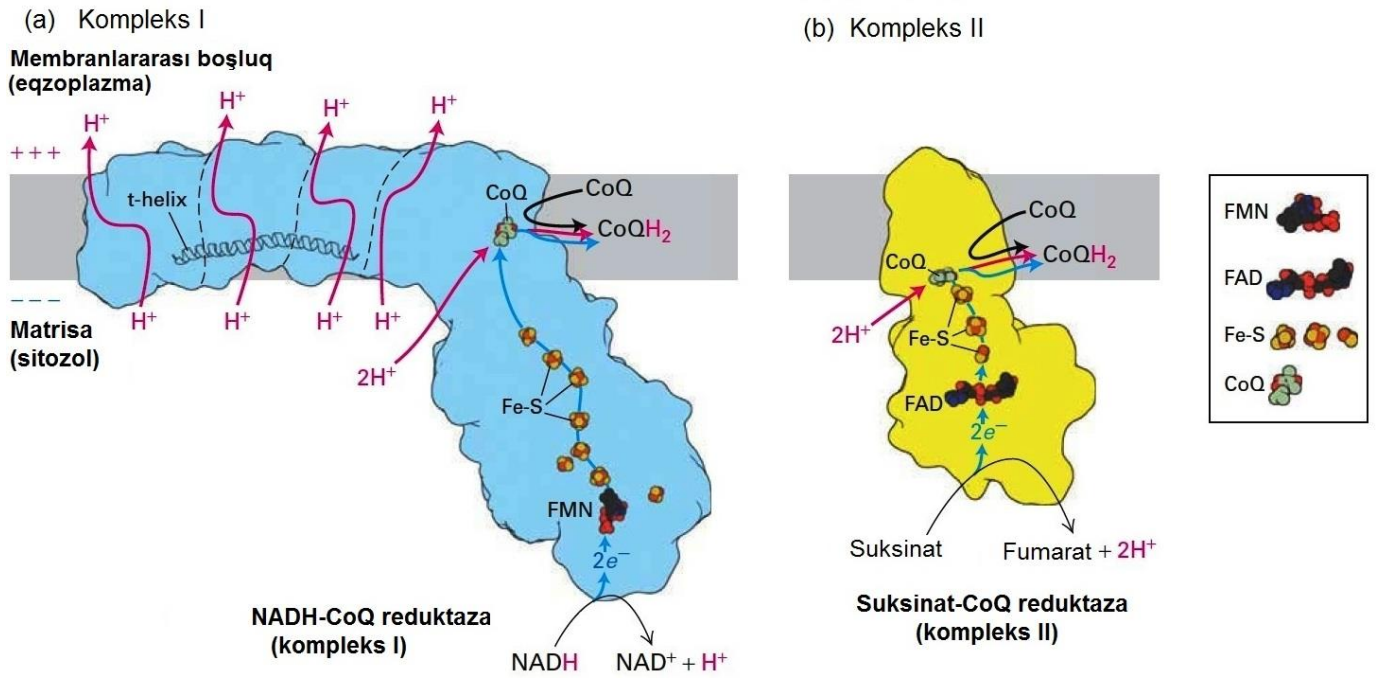 (a) Kompleks I
Membranlararası boşluq
(eqzoplazma)
H⁺
H⁺
H⁺
H⁺
+ + +
t-helix
CoQ
CoQ
CoQH₂
− − −
Matrisa
(sitozol)
H⁺
H⁺
H⁺
H⁺
2H⁺
Fe-S
FMN
2e⁻
NADH-CoQ reduktaza
(kompleks I)
NADH
NAD⁺ + H⁺
(b) Kompleks II
CoQ
CoQH₂
CoQ
2H⁺
Fe-S
FAD
2e⁻
Suksinat
Fumarat + 2H⁺
Suksinat-CoQ reduktaza
(kompleks II)
FMN
FAD
Fe-S
CoQ